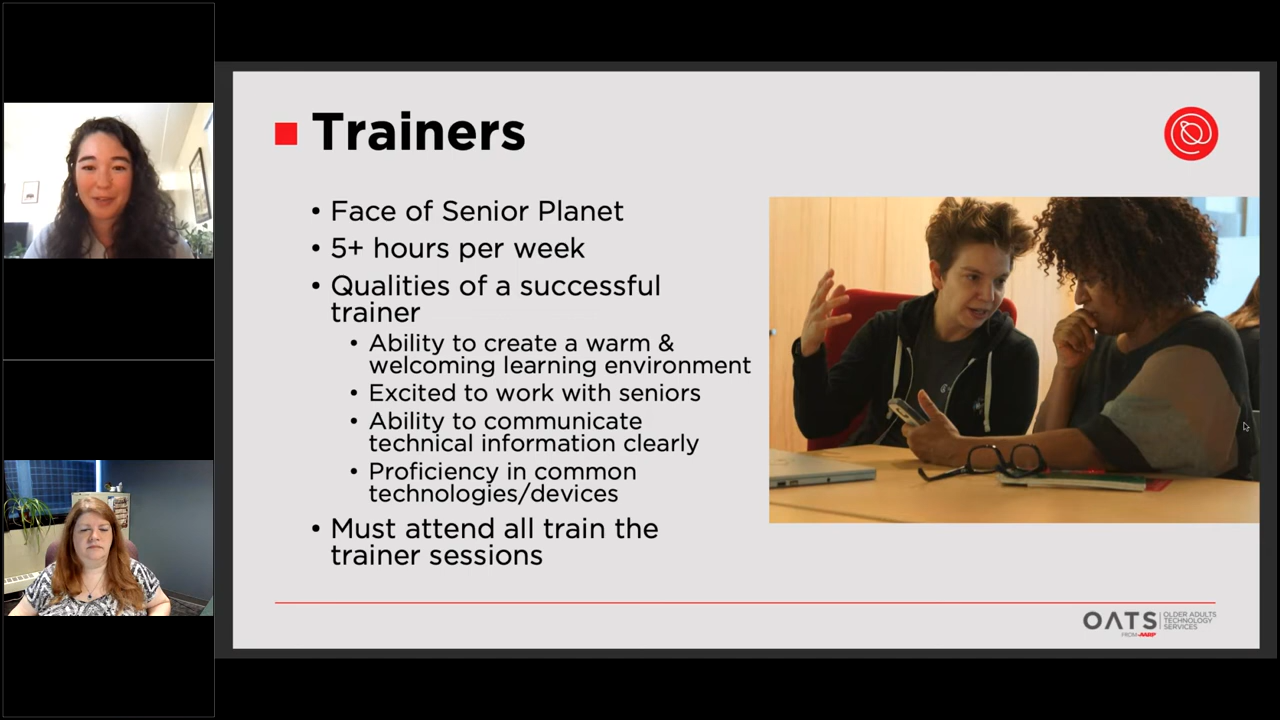 Trainers
• Face of Senior Planet
• 5+ hours per week
• Qualities of a successful
trainer
• Ability to create a warm &
welcoming learning environment
• Excited to work with seniors
• Ability to communicate
technical information clearly
• Proficiency in common
technologies/devices
• Must attend all train the
trainer sessions
OATS
OLDER ADULTS
TECHNOLOGY
SERVICES
FROM AARP